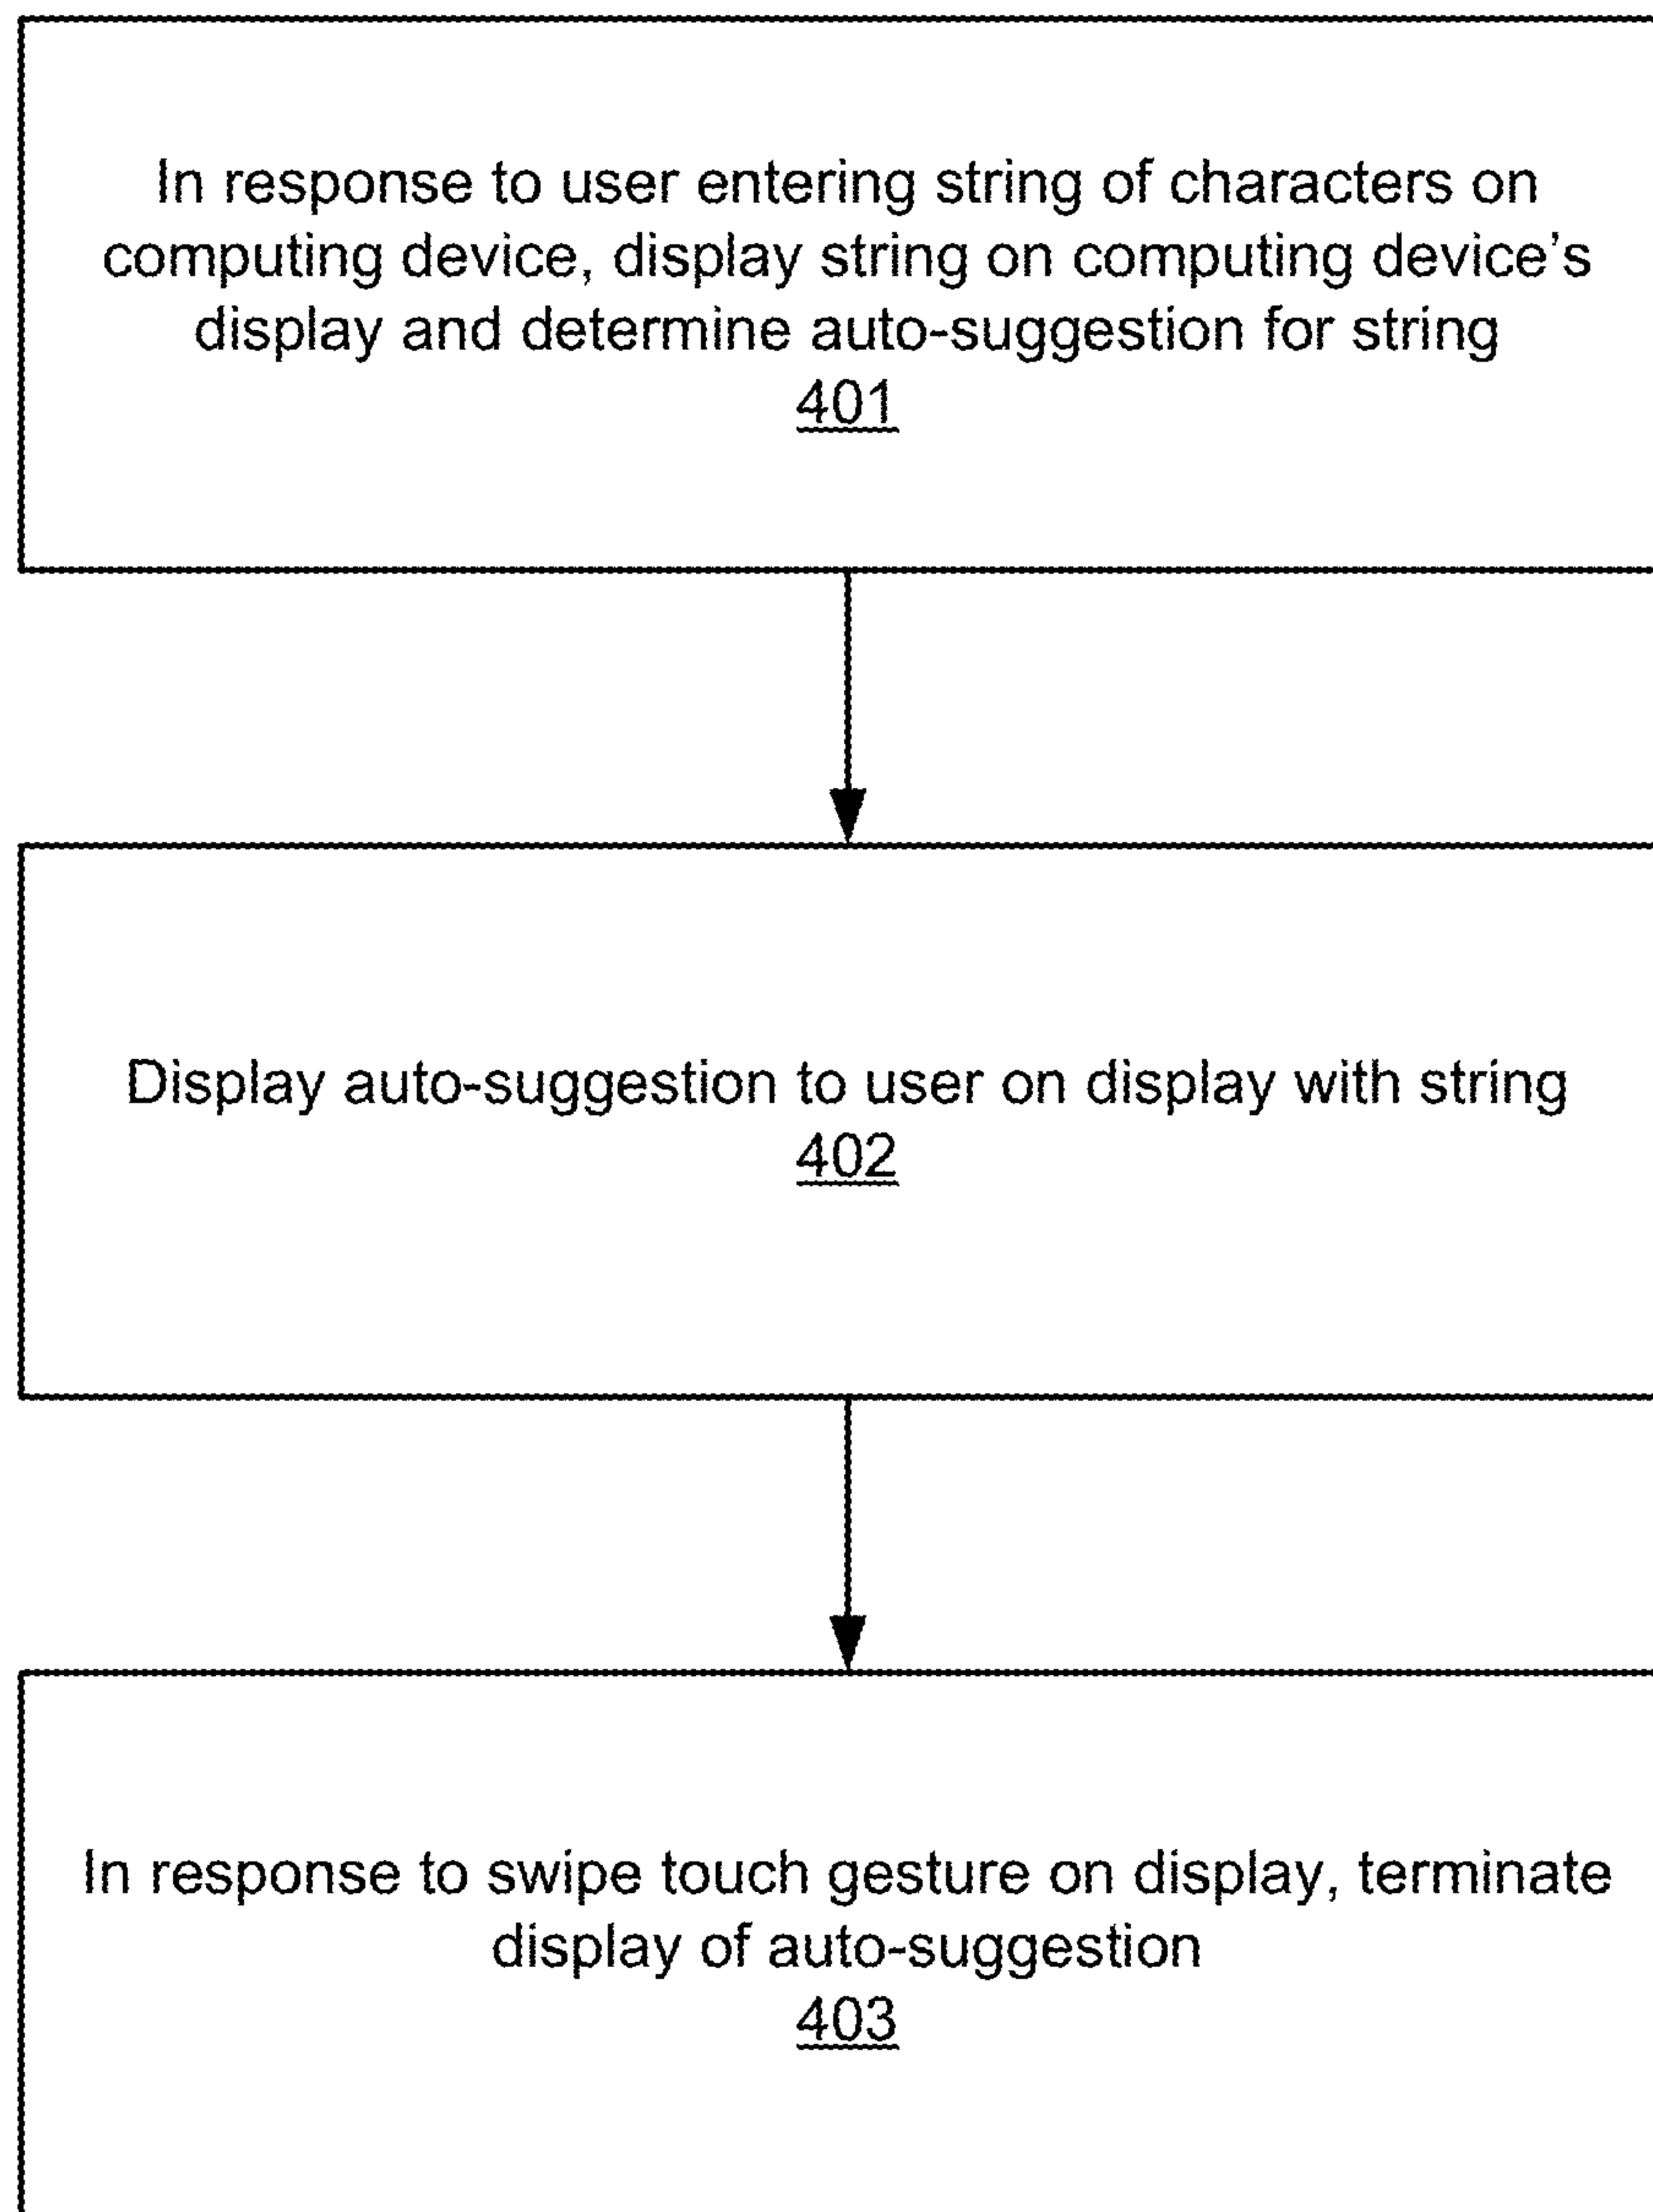 In response to user entering string of characters on
computing device, display string on computing device’s
display and determine auto-suggestion for string
401
Display auto-suggestion to user on display with string
402
In response to swipe touch gesture on display, terminate
display of auto-suggestion
403